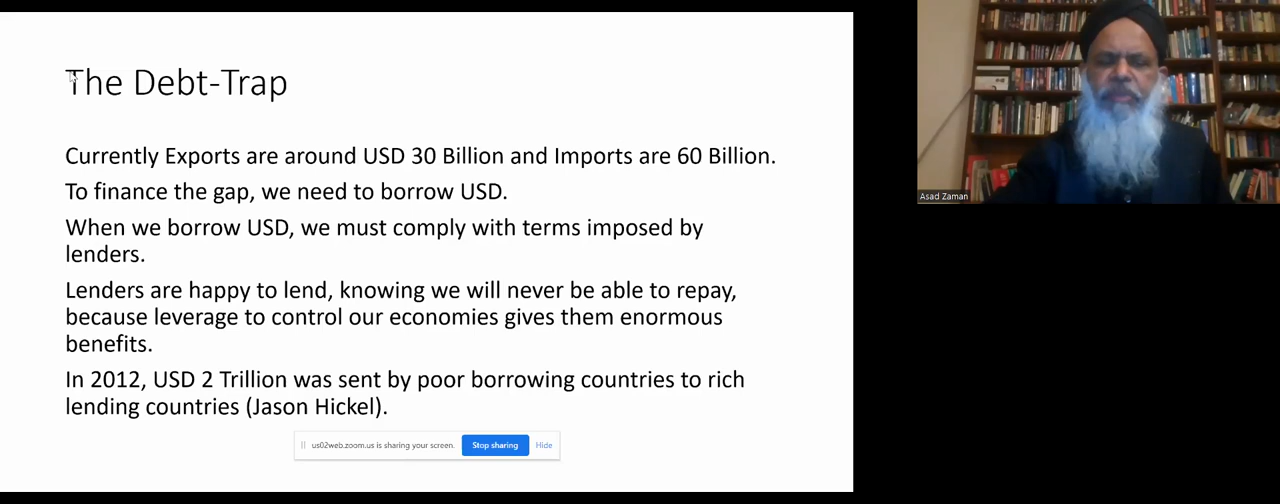 The Debt-Trap
Currently Exports are around USD 30 Billion and Imports are 60 Billion.
To finance the gap, we need to borrow USD.
When we borrow USD, we must comply with terms imposed by
lenders.
Lenders are happy to lend, knowing we will never be able to repay,
because leverage to control our economies gives them enormous
benefits.
In 2012, USD 2 Trillion was sent by poor borrowing countries to rich
lending countries (Jason Hickel).
us02web.zoom.us is sharing your screen. Stop sharing Hide
Asad Zaman